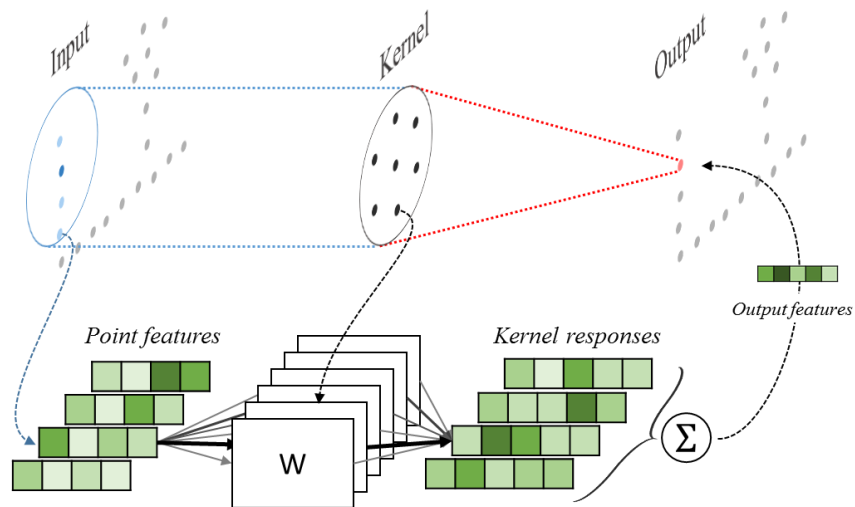 Input
Kernel
Output
Output features
Point features
Kernel responses
W
Σ